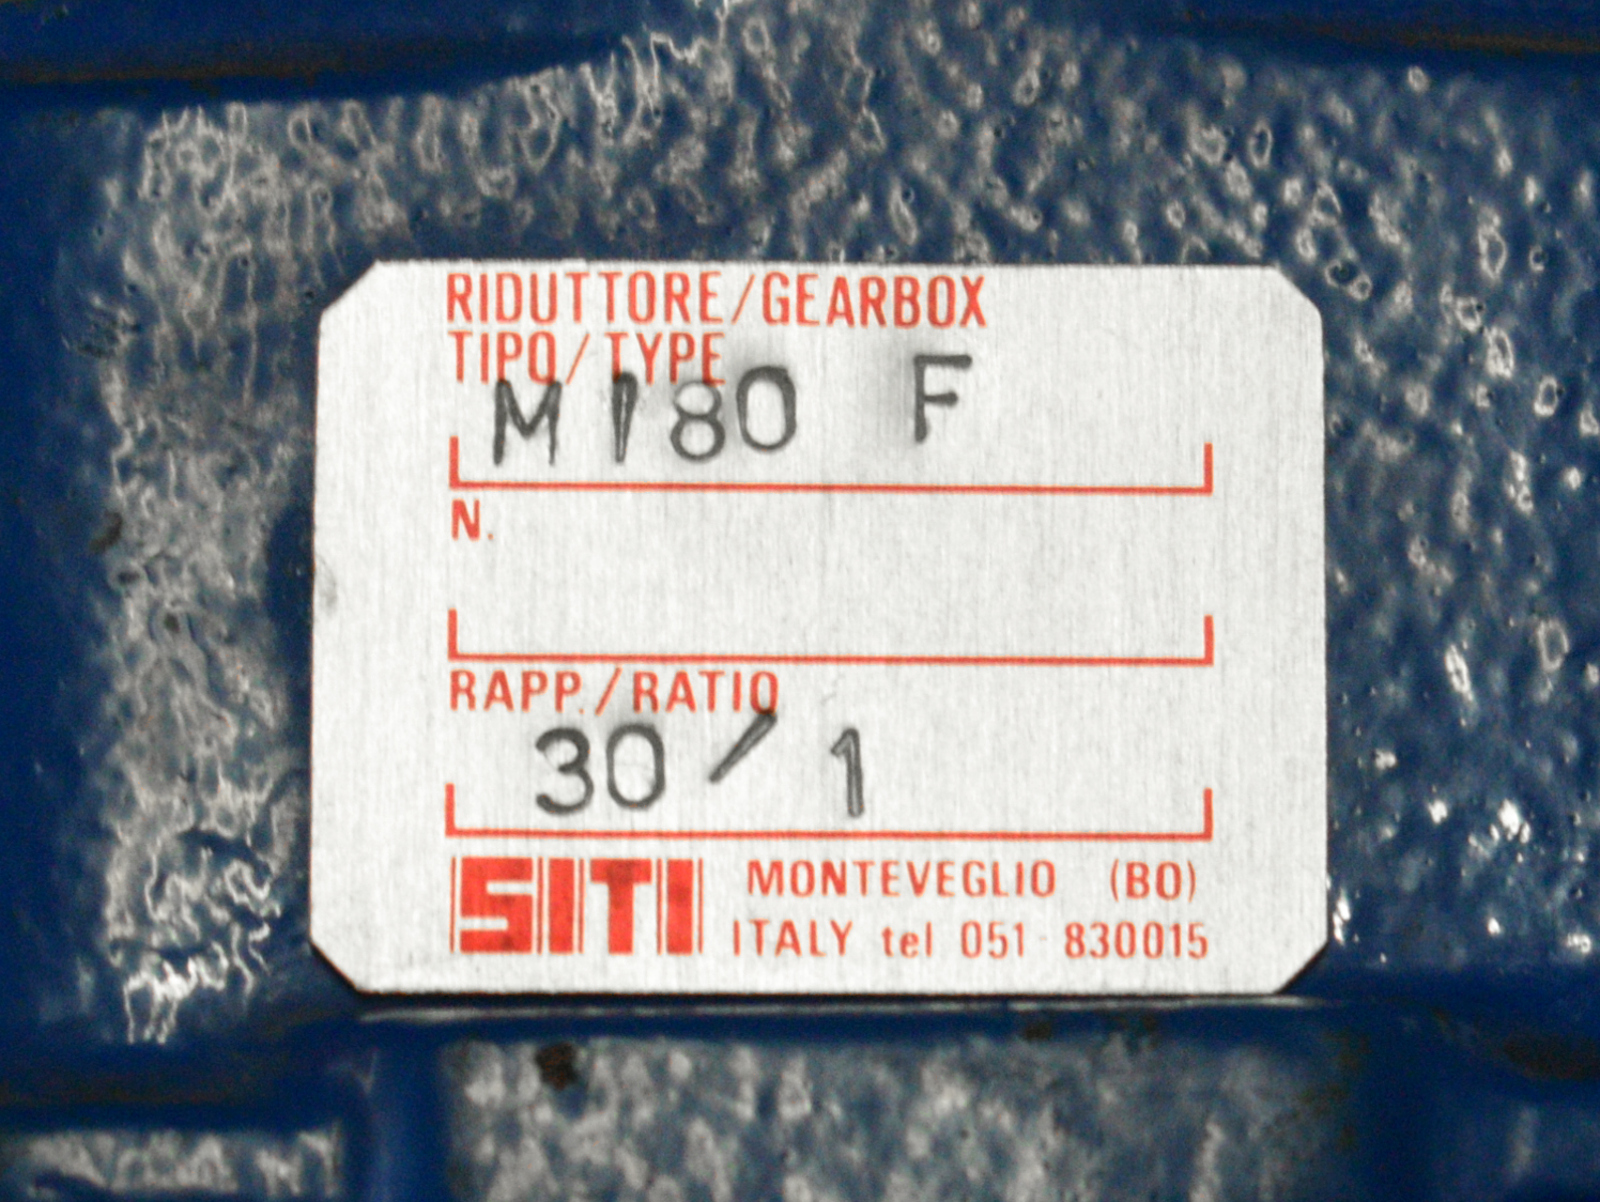 RIDUTTORE/GEARBOX
TIPO/TYPE
M 180 F
N.
RAPP./RATIO
30/1
SITI MONTEVEGLIO (BO)
ITALY tel 051-830015